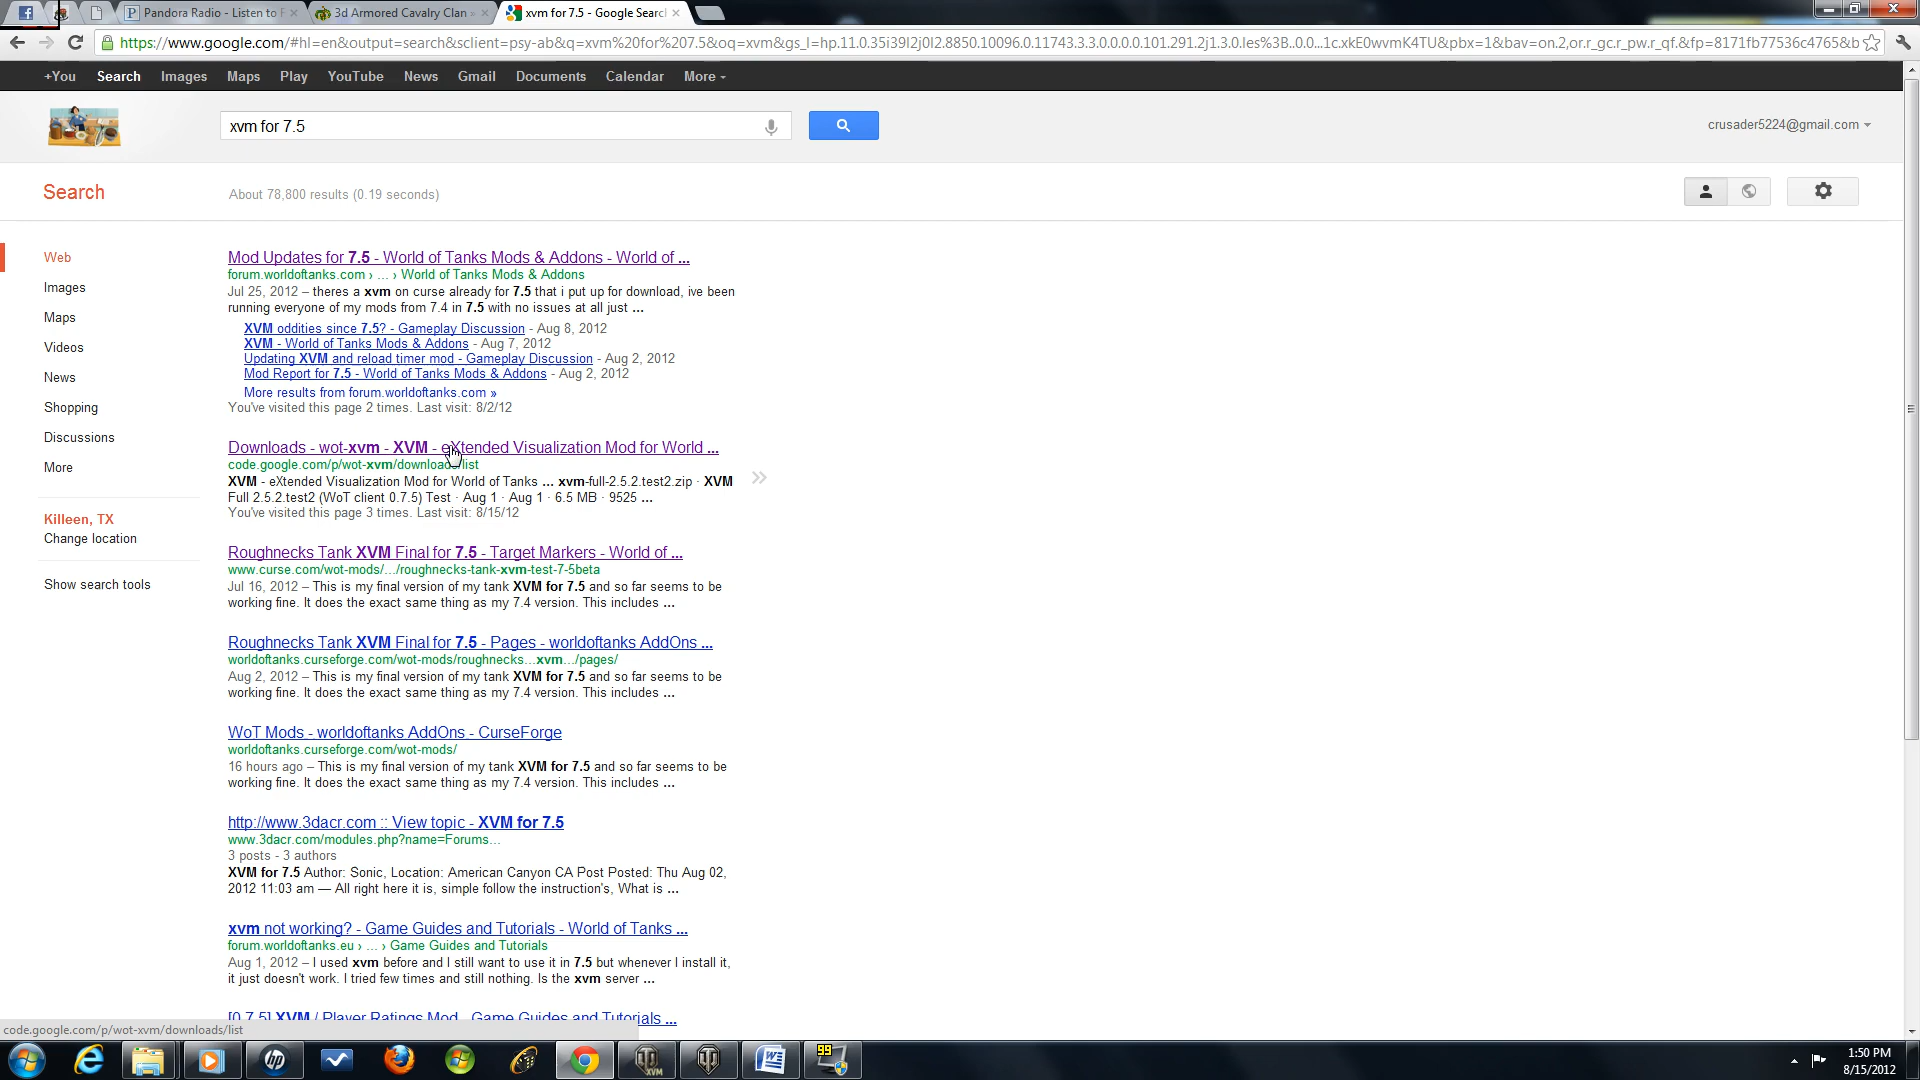 Pandora Radio - Listen to F
3d Armored Cavalry Clan »
xvm for 7.5 - Google Searc
https://www.google.com/#hl=en&output=search&sclient=psy-ab&q=xvm%20for%207.5&oq=xvm&gs_l=hp.11.0.35i39l2j0l2.8850.10096.0.11743.3.3.0.0.0.0.101.291.2j1.3.0.les%3B..0.0...1c.xkE0wvmK4TU&pbx=1&bav=on.2,or.r_gc.r_pw.r_qf.&fp=8171fb77536c4765&b
+You Search Images Maps Play YouTube News Gmail Documents Calendar More
xvm for 7.5
crusader5224@gmail.com
Search
About 78,800 results (0.19 seconds)
Web
Images
Maps
Videos
News
Shopping
Discussions
More
Killeen, TX
Change location
Show search tools
Mod Updates for 7.5 - World of Tanks Mods & Addons - World of ...
forum.worldoftanks.com › ... › World of Tanks Mods & Addons
Jul 25, 2012 – theres a xvm on curse already for 7.5 that i put up for download, ive been
running everyone of my mods from 7.4 in 7.5 with no issues at all just ...
XVM oddities since 7.5? - Gameplay Discussion - Aug 8, 2012
XVM - World of Tanks Mods & Addons - Aug 7, 2012
Updating XVM and reload timer mod - Gameplay Discussion - Aug 2, 2012
Mod Report for 7.5 - World of Tanks Mods & Addons - Aug 2, 2012
More results from forum.worldoftanks.com »
You've visited this page 2 times. Last visit: 8/2/12
Downloads - wot-xvm - XVM - eXtended Visualization Mod for World ...
code.google.com/p/wot-xvm/downloads/list
XVM - eXtended Visualization Mod for World of Tanks ... xvm-full-2.5.2.test2.zip · XVM
Full 2.5.2.test2 (WoT client 0.7.5) Test · Aug 1 · Aug 1 · 6.5 MB · 9525 ...
You've visited this page 3 times. Last visit: 8/15/12
Roughnecks Tank XVM Final for 7.5 - Target Markers - World of ...
www.curse.com/wot-mods/.../roughnecks-tank-xvm-test-7-5beta
Jul 16, 2012 – This is my final version of my tank XVM for 7.5 and so far seems to be
working fine. It does the exact same thing as my 7.4 version. This includes ...
Roughnecks Tank XVM Final for 7.5 - Pages - worldoftanks AddOns ...
worldoftanks.curseforge.com/wot-mods/roughnecks...xvm.../pages/
Aug 2, 2012 – This is my final version of my tank XVM for 7.5 and so far seems to be
working fine. It does the exact same thing as my 7.4 version. This includes ...
WoT Mods - worldoftanks AddOns - CurseForge
worldoftanks.curseforge.com/wot-mods/
16 hours ago – This is my final version of my tank XVM for 7.5 and so far seems to be
working fine. It does the exact same thing as my 7.4 version. This includes ...
http://www.3dacr.com :: View topic - XVM for 7.5
www.3dacr.com/modules.php?name=Forums...
3 posts - 3 authors
XVM for 7.5 Author: Sonic, Location: American Canyon CA Post Posted: Thu Aug 02,
2012 11:03 am — All right here it is, simple follow the instruction's, What is ...
xvm not working? - Game Guides and Tutorials - World of Tanks ...
forum.worldoftanks.eu › ... › Game Guides and Tutorials
Aug 1, 2012 – I used xvm before and I still want to use it in 7.5 but whenever I install it,
it just doesn't work. I tried few times and still nothing. Is the xvm server ...
[0.7.5] XVM / Player Ratings Mod - Game Guides and Tutorials ...
code.google.com/p/wot-xvm/downloads/list
hp
XVM
99
1:50 PM
8/15/2012